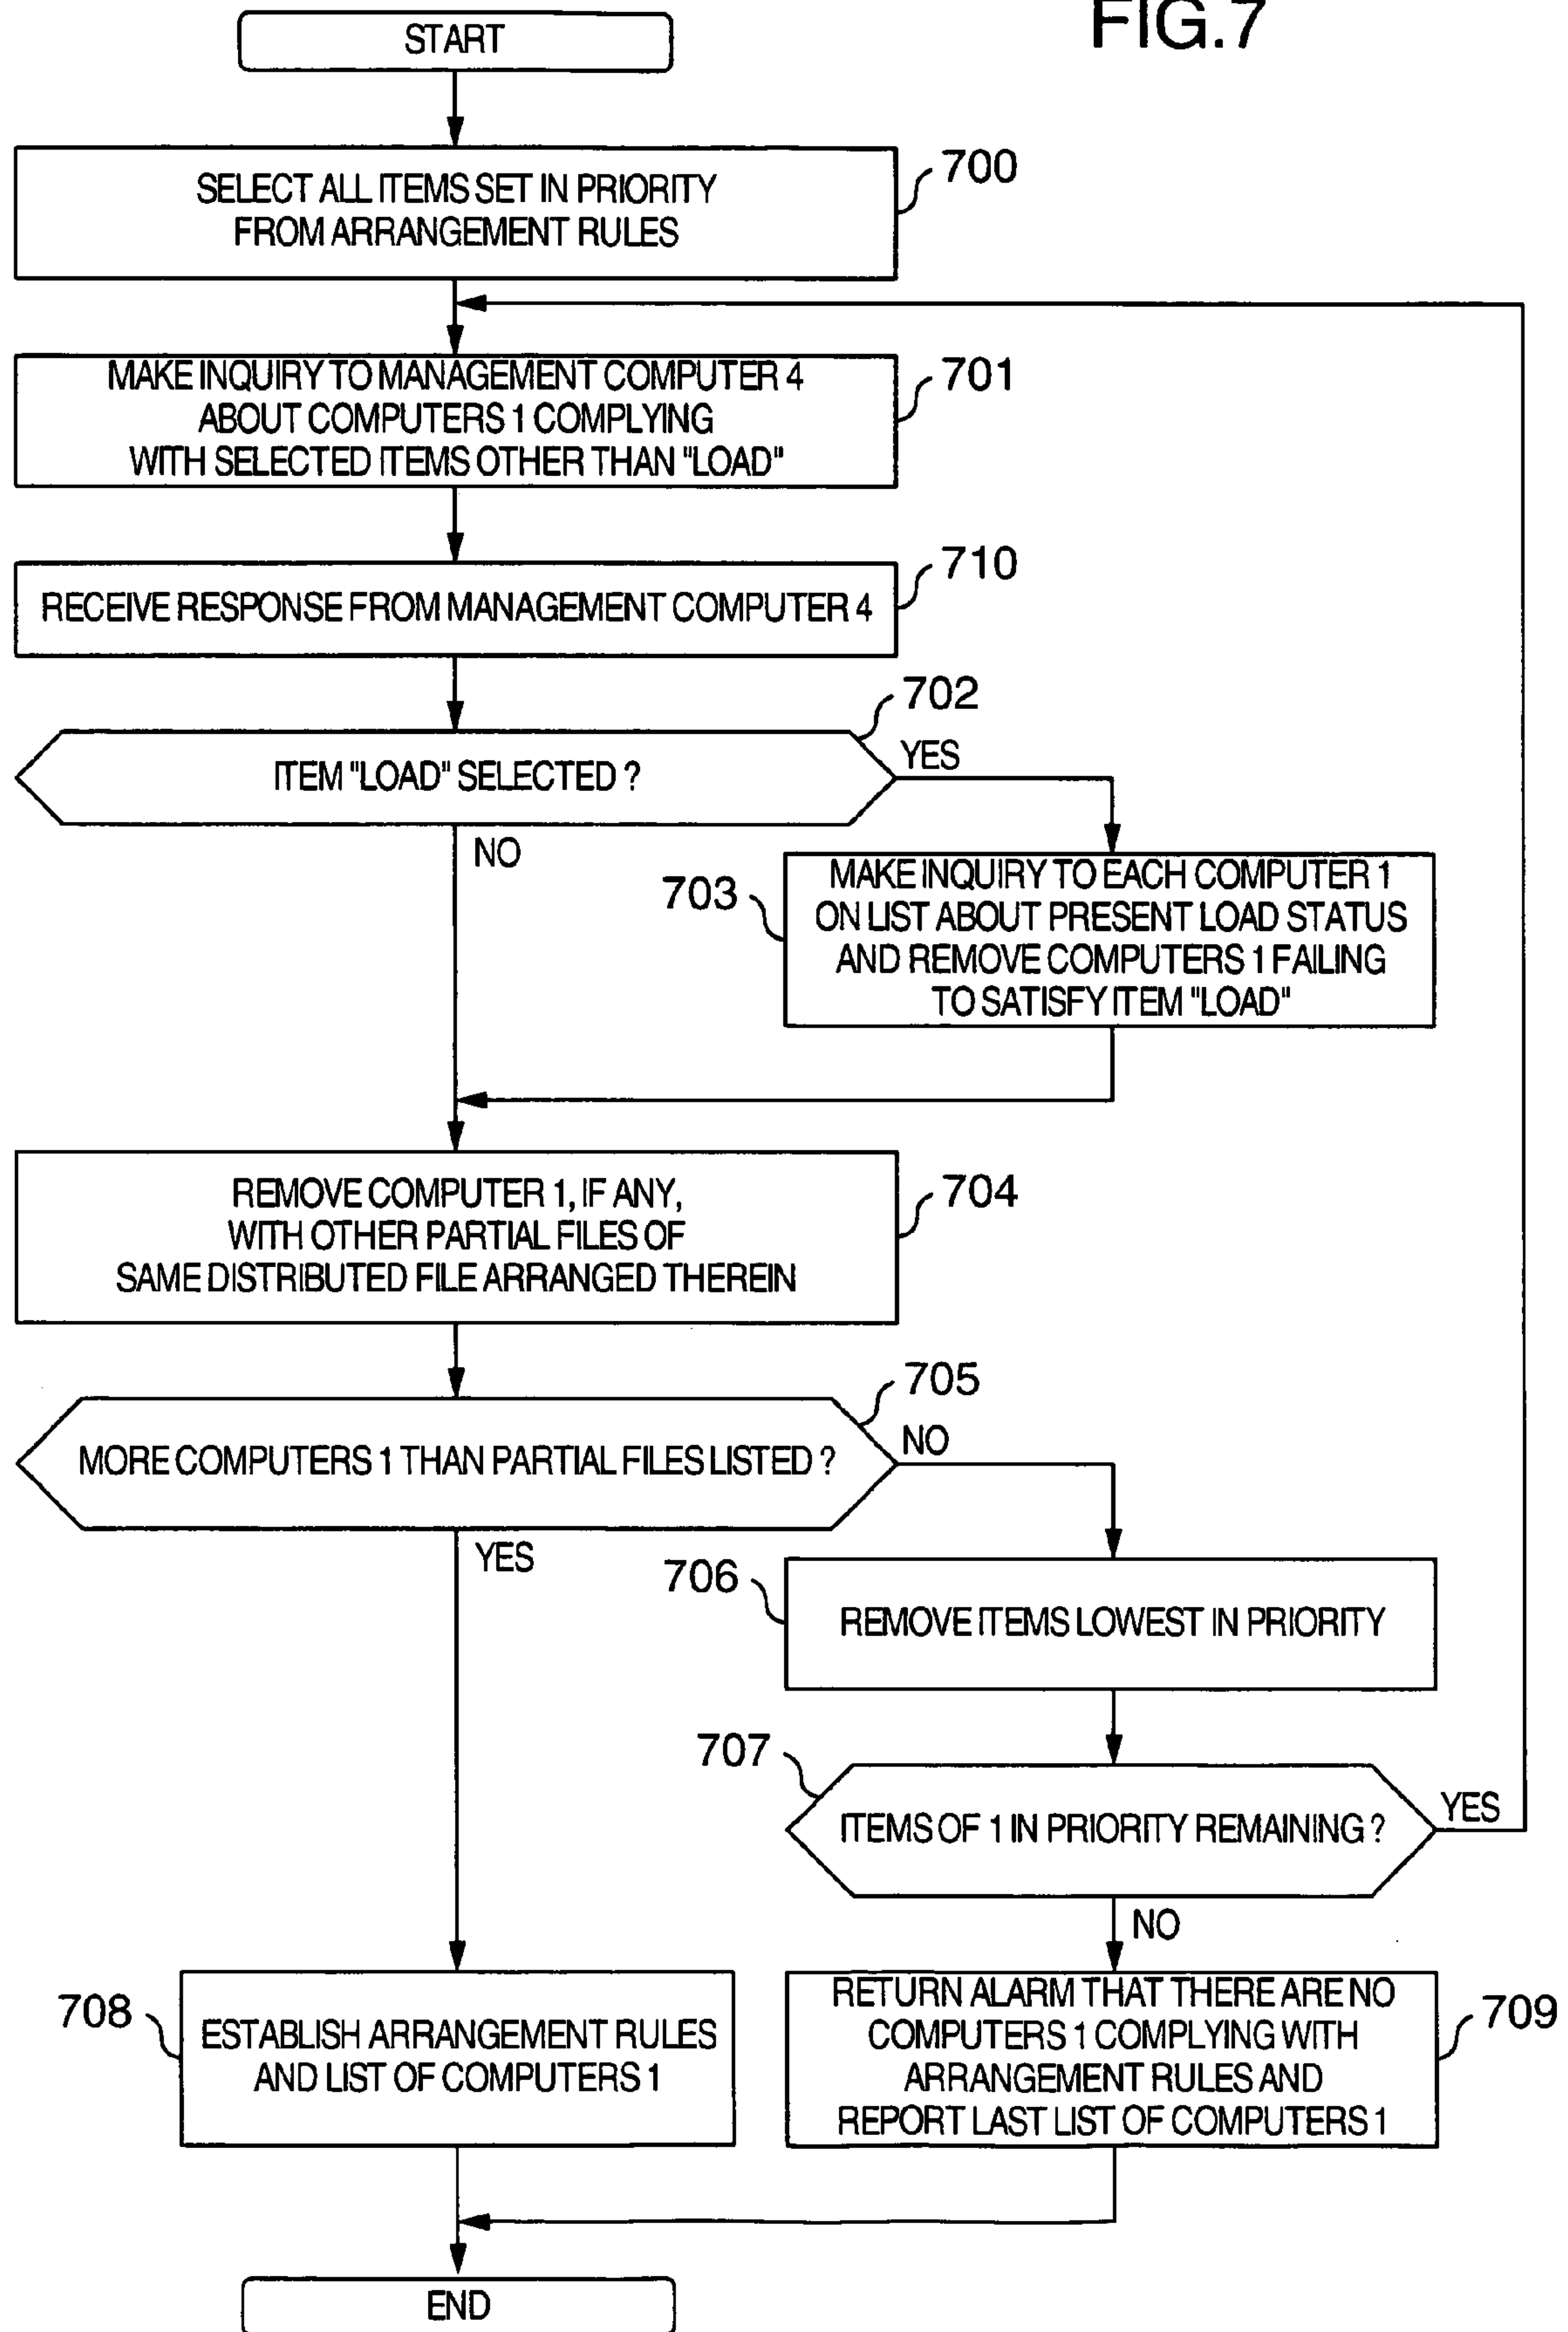 FIG.7
START
700
SELECT ALL ITEMS SET IN PRIORITY
FROM ARRANGEMENT RULES
701
MAKE INQUIRY TO MANAGEMENT COMPUTER 4
ABOUT COMPUTERS 1 COMPLYING
WITH SELECTED ITEMS OTHER THAN "LOAD"
710
RECEIVE RESPONSE FROM MANAGEMENT COMPUTER 4
702
ITEM "LOAD" SELECTED ?
YES
NO
703
MAKE INQUIRY TO EACH COMPUTER 1
ON LIST ABOUT PRESENT LOAD STATUS
AND REMOVE COMPUTERS 1 FAILING
TO SATISFY ITEM "LOAD"
704
REMOVE COMPUTER 1, IF ANY,
WITH OTHER PARTIAL FILES OF
SAME DISTRIBUTED FILE ARRANGED THEREIN
705
MORE COMPUTERS 1 THAN PARTIAL FILES LISTED ?
NO
YES
706
REMOVE ITEMS LOWEST IN PRIORITY
707
ITEMS OF 1 IN PRIORITY REMAINING ?
YES
NO
708
ESTABLISH ARRANGEMENT RULES
AND LIST OF COMPUTERS 1
709
RETURN ALARM THAT THERE ARE NO
COMPUTERS 1 COMPLYING WITH
ARRANGEMENT RULES AND
REPORT LAST LIST OF COMPUTERS 1
END